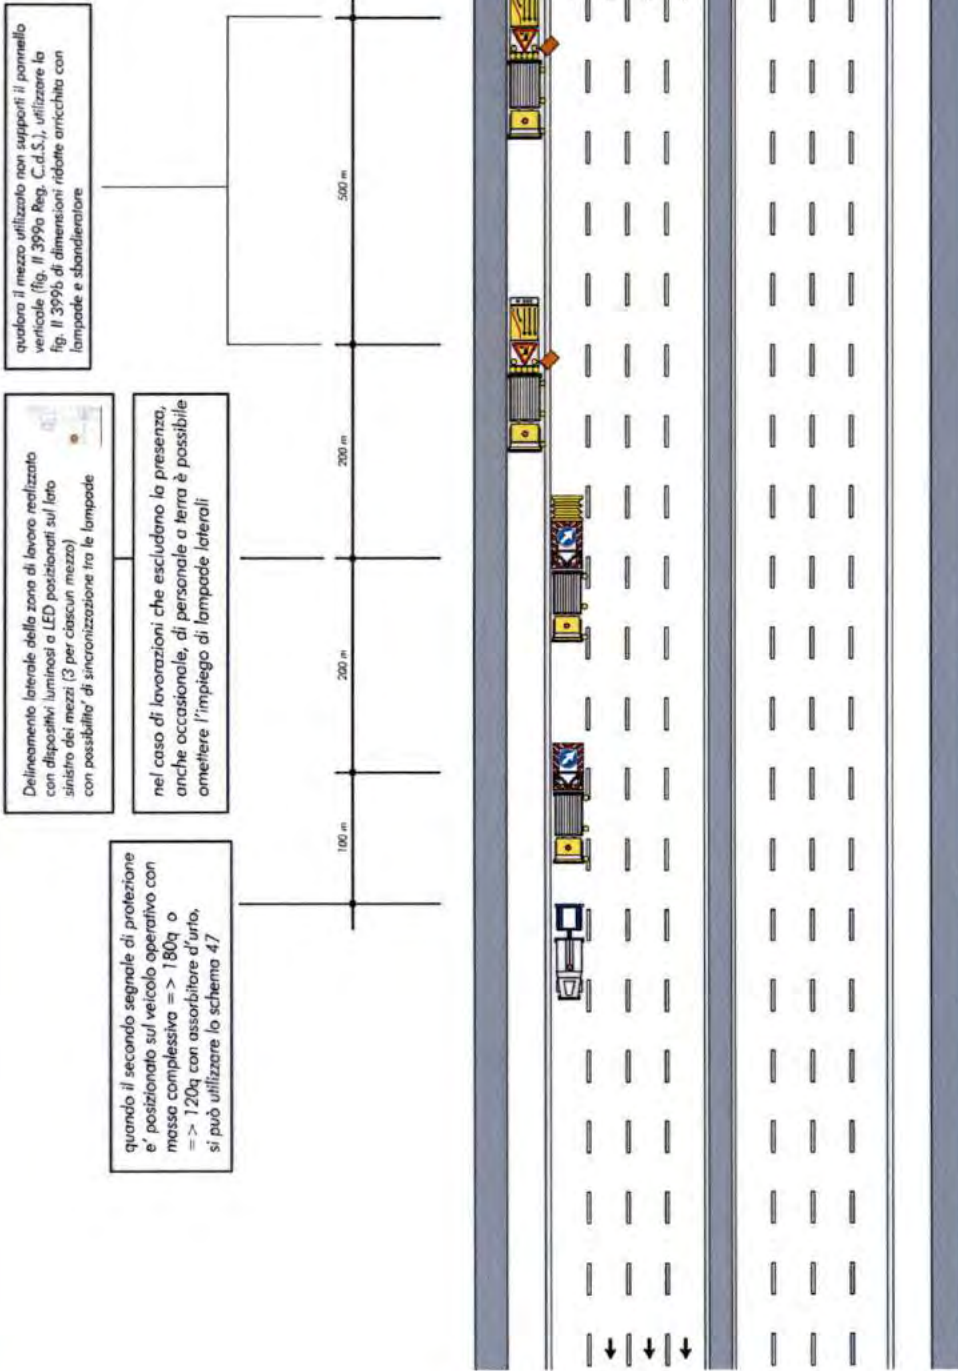 qualora il mezzo utilizzato non supporti il pannello
verticale (fig. II 399a Reg. C.d.S.), utilizzare la
fig. II 399b di dimensioni ridotte arricchita con
lampade e sbandieratore
Delineamento laterale della zona di lavoro realizzato
con dispositivi luminosi a LED posizionati sul lato
sinistro dei mezzi (3 per ciascun mezzo)
con possibilita' di sincronizzazione tra le lampade
nel caso di lavorazioni che escludano la presenza,
anche occasionale, di personale a terra è possibile
omettere l'impiego di lampade laterali
quando il secondo segnale di protezione
e' posizionato sul veicolo operativo con
massa complessiva => 180q o
=> 120q con assorbitore d'urto,
si può utilizzare lo schema 47
500 m
200 m
200 m
100 m